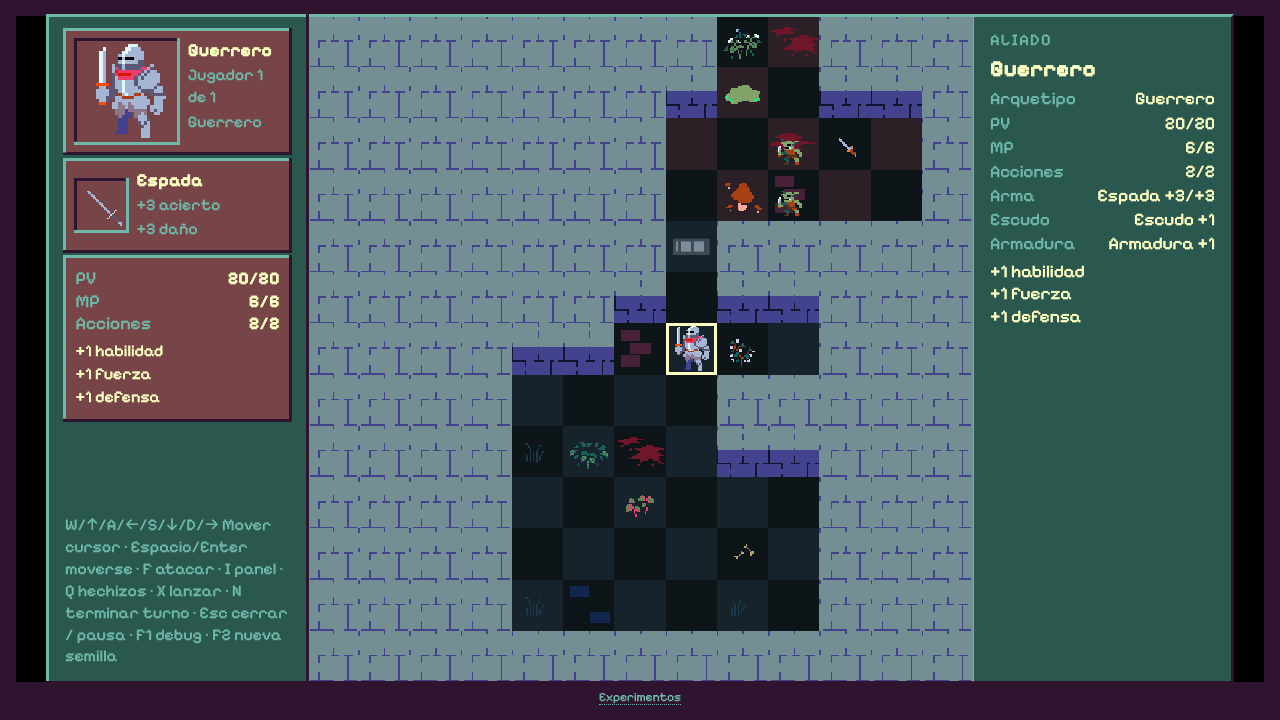 Guerrero
Jugador 1
de 1
Guerrero
Espada
+3 acierto
+3 daño
PV 20/20
MP 6/6
Acciones 2/2
+1 habilidad
+1 fuerza
+1 defensa
W/↑/A/←/S/↓/D/→ Mover
cursor · Espacio/Enter
moverse · F atacar · I panel ·
Q hechizos · X lanzar · N
terminar turno · Esc cerrar
/ pausa · F1 debug · F2 nueva
semilla
ALIADO
Guerrero
Arquetipo Guerrero
PV 20/20
MP 6/6
Acciones 2/2
Arma Espada +3/+3
Escudo Escudo +1
Armadura Armadura +1
+1 habilidad
+1 fuerza
+1 defensa
Experimentos